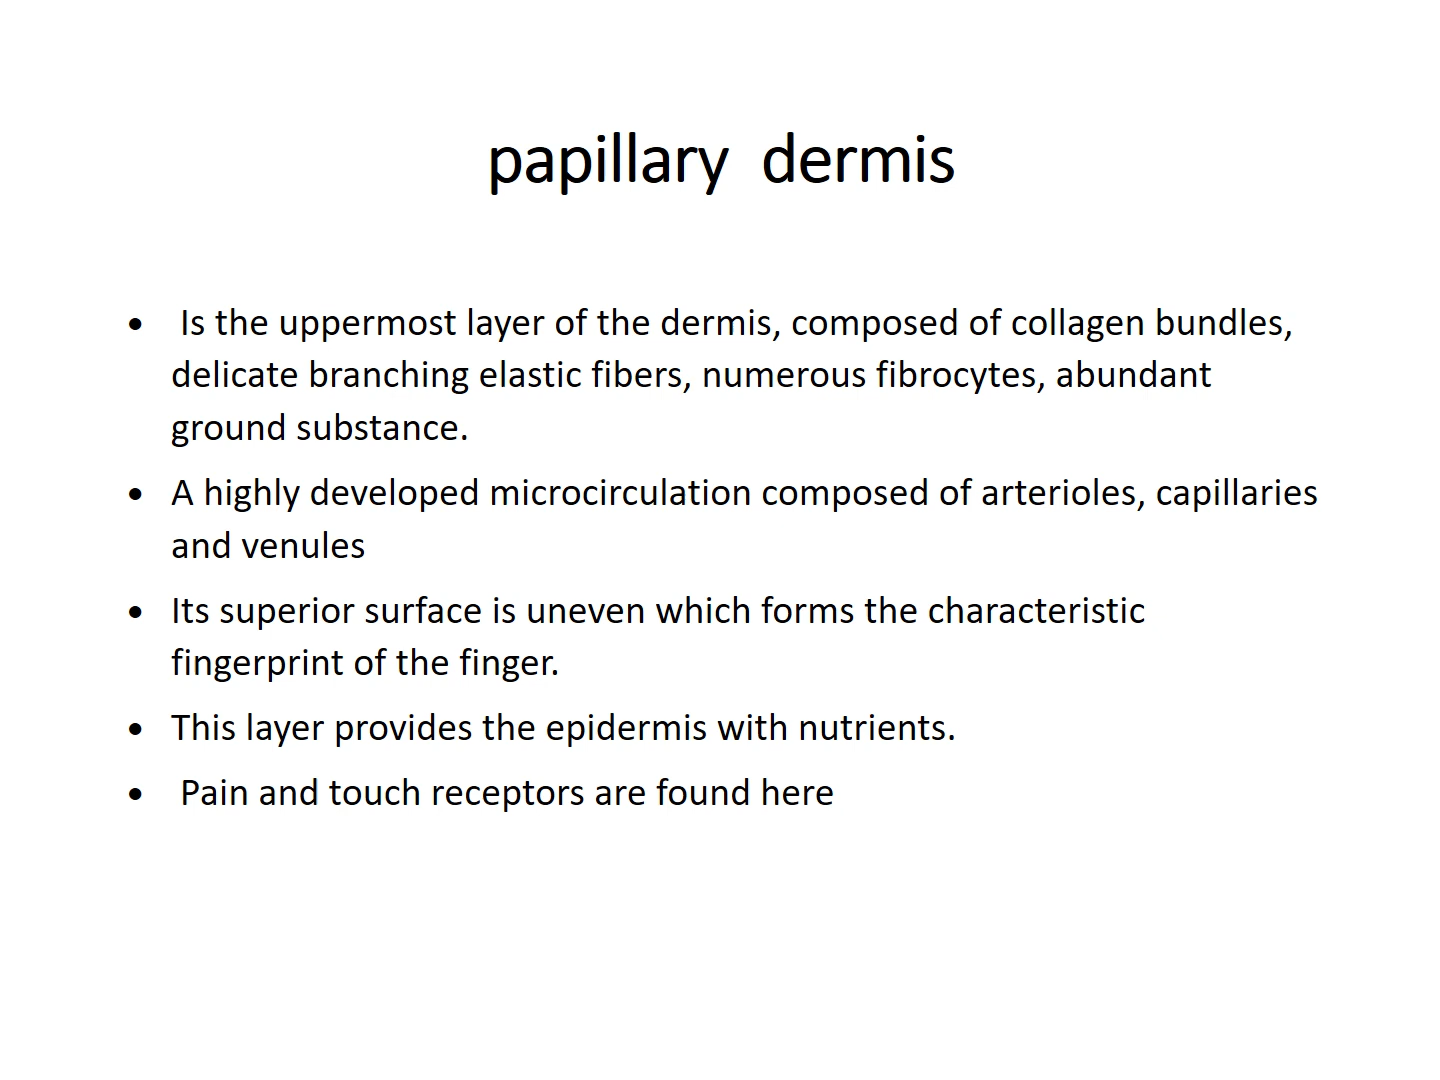 papillary  dermis
•  Is the uppermost layer of the dermis, composed of collagen bundles,
delicate branching elastic fibers, numerous fibrocytes, abundant
ground substance.
• A highly developed microcirculation composed of arterioles, capillaries
and venules
• Its superior surface is uneven which forms the characteristic
fingerprint of the finger.
• This layer provides the epidermis with nutrients.
•  Pain and touch receptors are found here